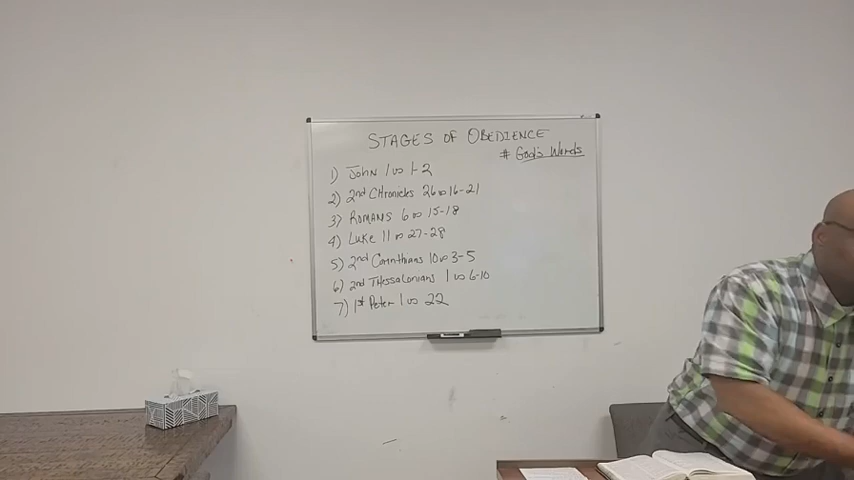 STAGES OF OBEDIENCE
# God's Words
1) John 1 vs 1-2
2) 2nd Chronicles 26 vs 16-21
3) Romans 6 vs 15-18
4) Luke 11 vs 27-28
5) 2nd Corinthians 10 vs 3-5
6) 2nd Thessalonians 1 vs 6-10
7) 1st Peter 1 vs 22